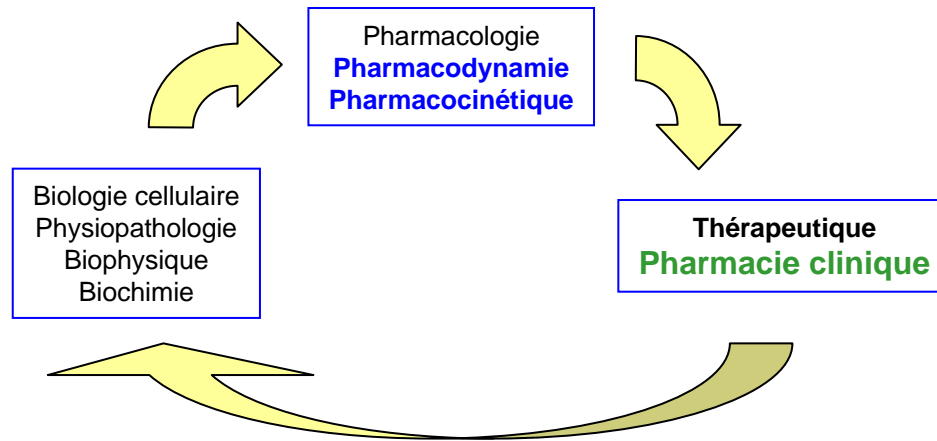 Pharmacologie
Pharmacodynamie
Pharmacocinétique
Biologie cellulaire
Physiopathologie
Biophysique
Biochimie
Thérapeutique
Pharmacie clinique